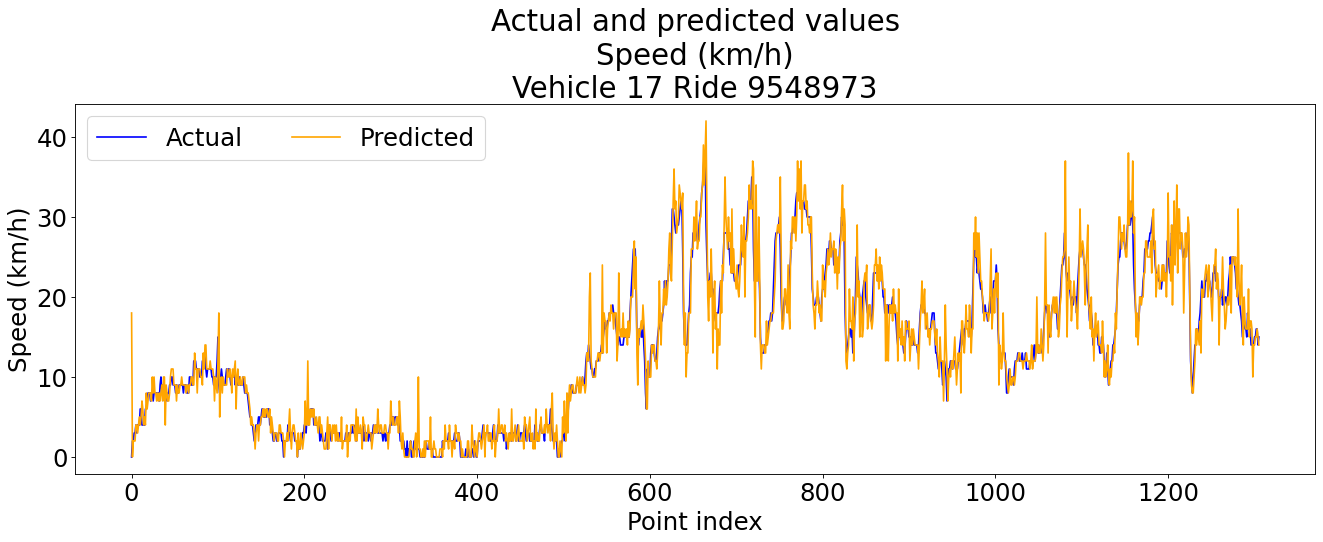 Actual and predicted values
Speed (km/h)
Vehicle 17 Ride 9548973
Actual Predicted
Speed (km/h)
40
30
20
10
0
0 200 400 600 800 1000 1200
Point index